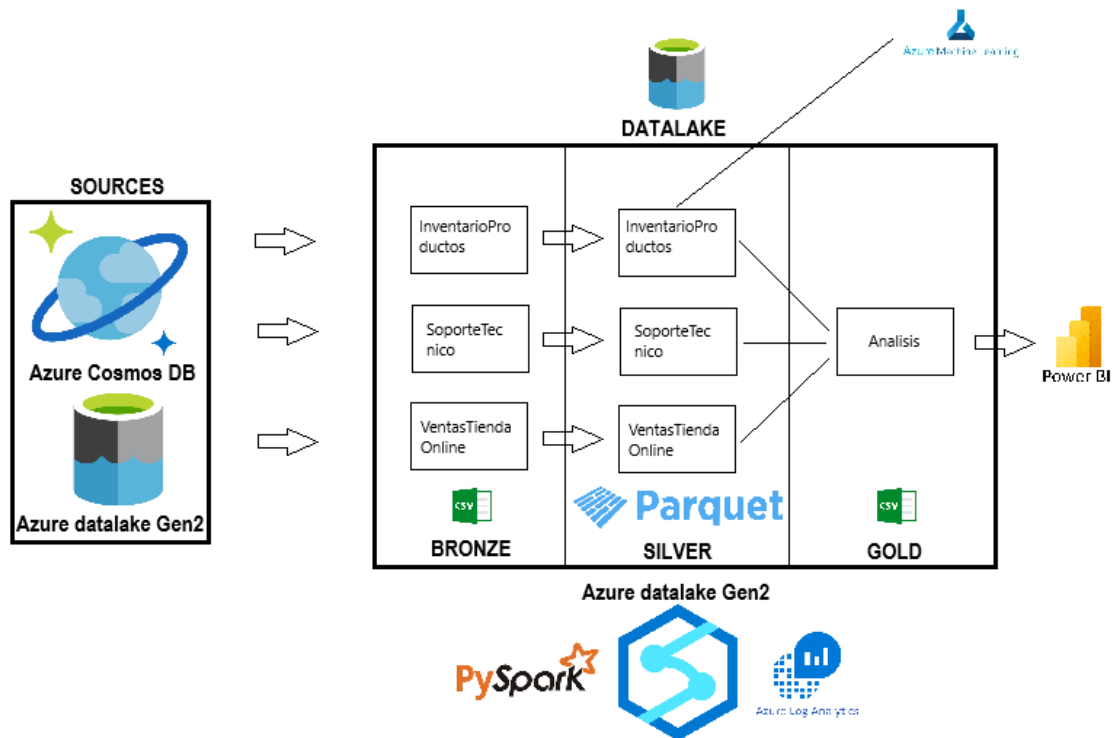 Azure Machine Learning
DATALAKE
SOURCES
Azure Cosmos DB
Azure datalake Gen2
InventarioPro
ductos
SoporteTec
nico
VentasTienda
Online
CSV
BRONZE
InventarioPro
ductos
SoporteTec
nico
VentasTienda
Online
Parquet
SILVER
Analisis
CSV
GOLD
Power BI
Azure datalake Gen2
PySpark
Azure Log Analytics